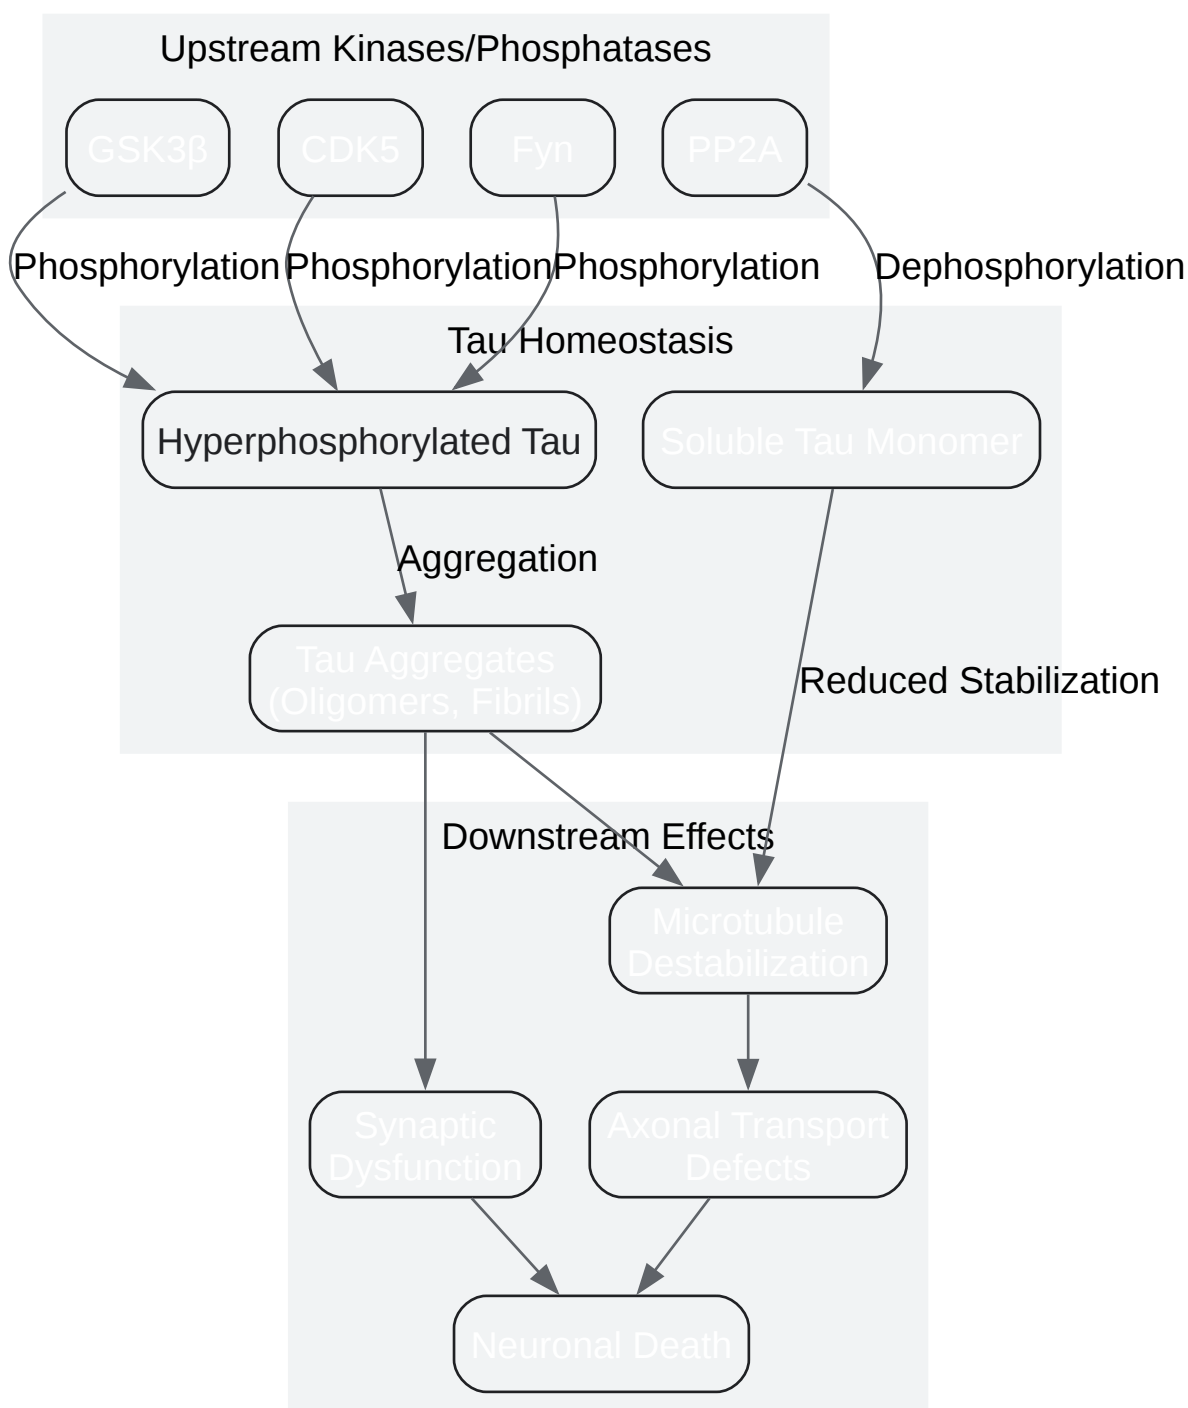 Upstream Kinases/Phosphatases
GSK3β
CDK5
Fyn
PP2A
Phosphorylation
Phosphorylation
Phosphorylation
Dephosphorylation
Tau Homeostasis
Hyperphosphorylated Tau
Soluble Tau Monomer
Aggregation
Tau Aggregates
(Oligomers, Fibrils)
Reduced Stabilization
Downstream Effects
Microtubule
Destabilization
Synaptic
Dysfunction
Axonal Transport
Defects
Neuronal Death